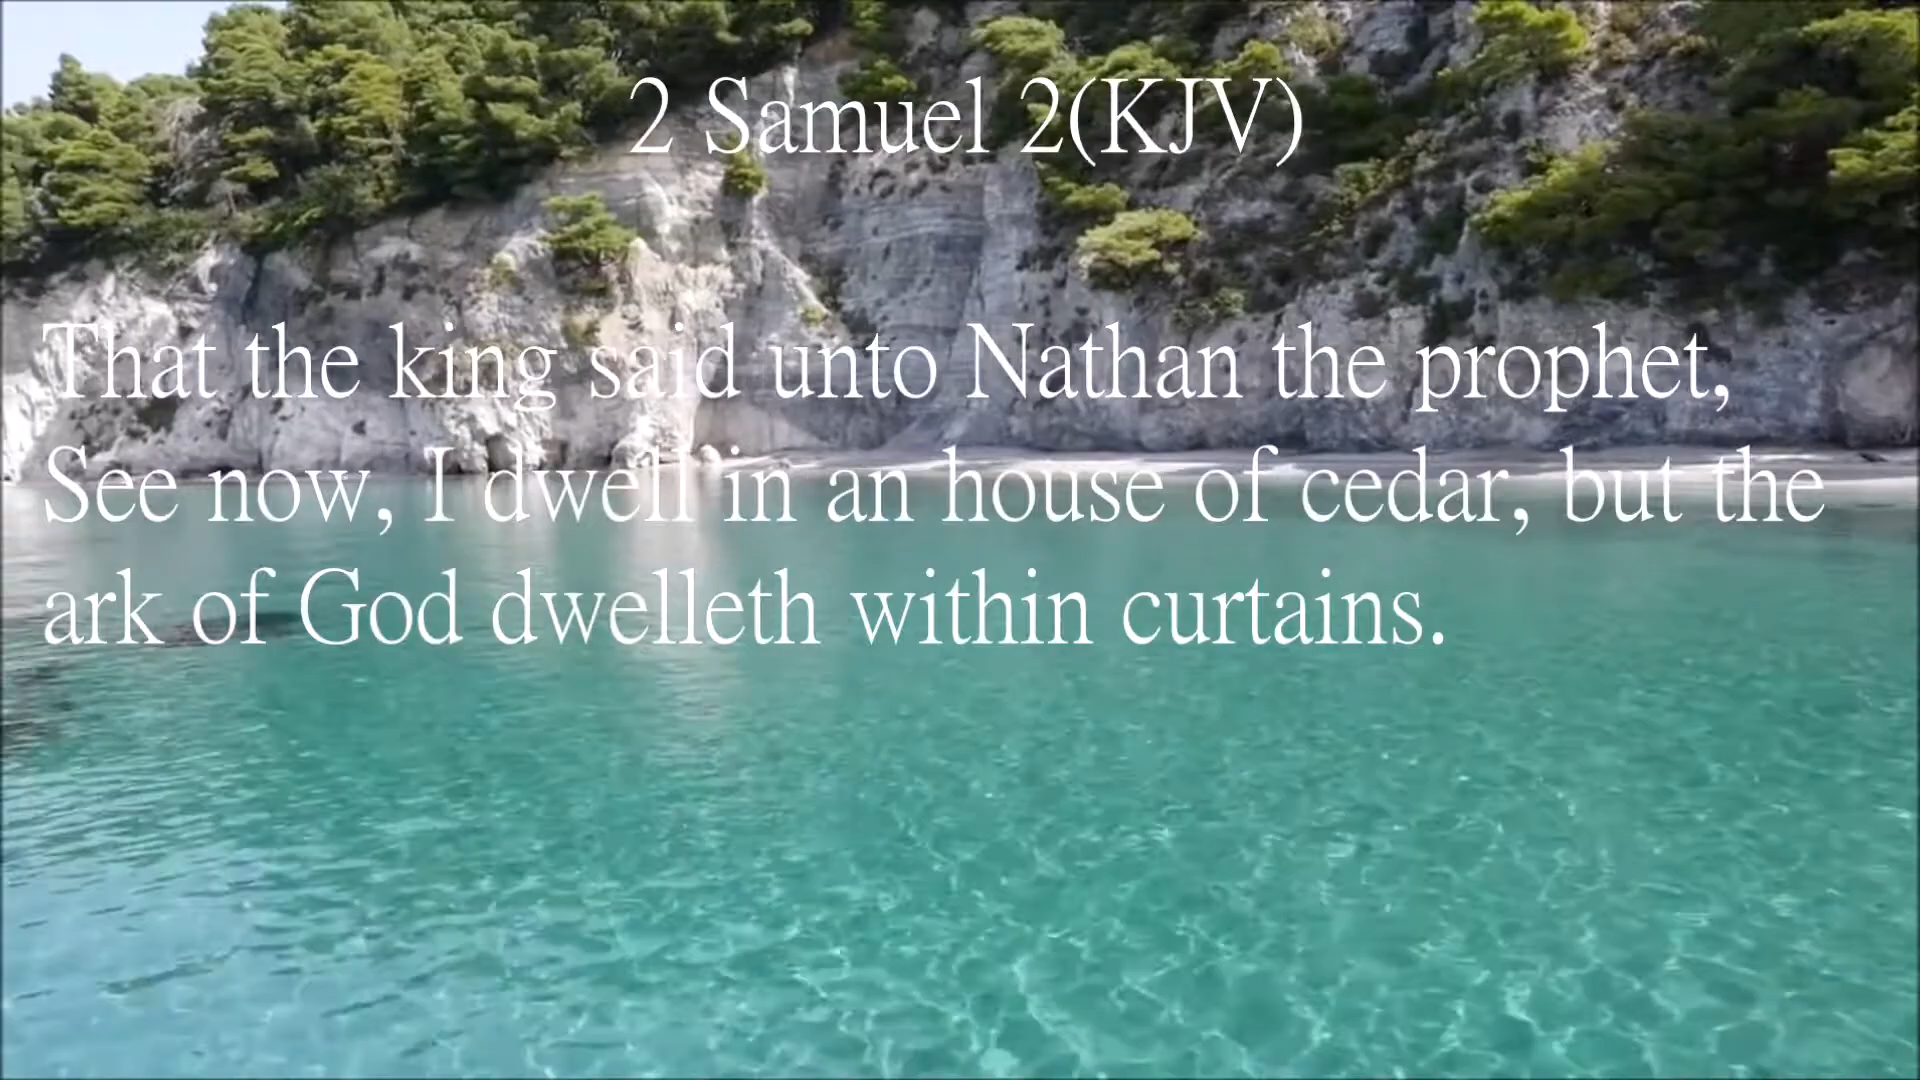 2 Samuel 2(KJV)
That the king said unto Nathan the prophet,
See now, I dwell in an house of cedar, but the
ark of God dwelleth within curtains.